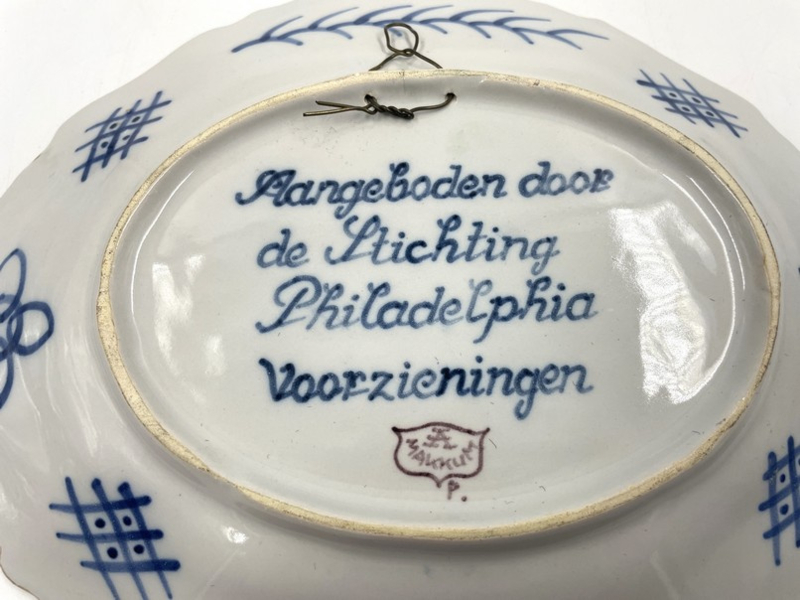 Aangeboden door
de Stichting
Philadelphia
Voorzieningen
MAKKUM
P.